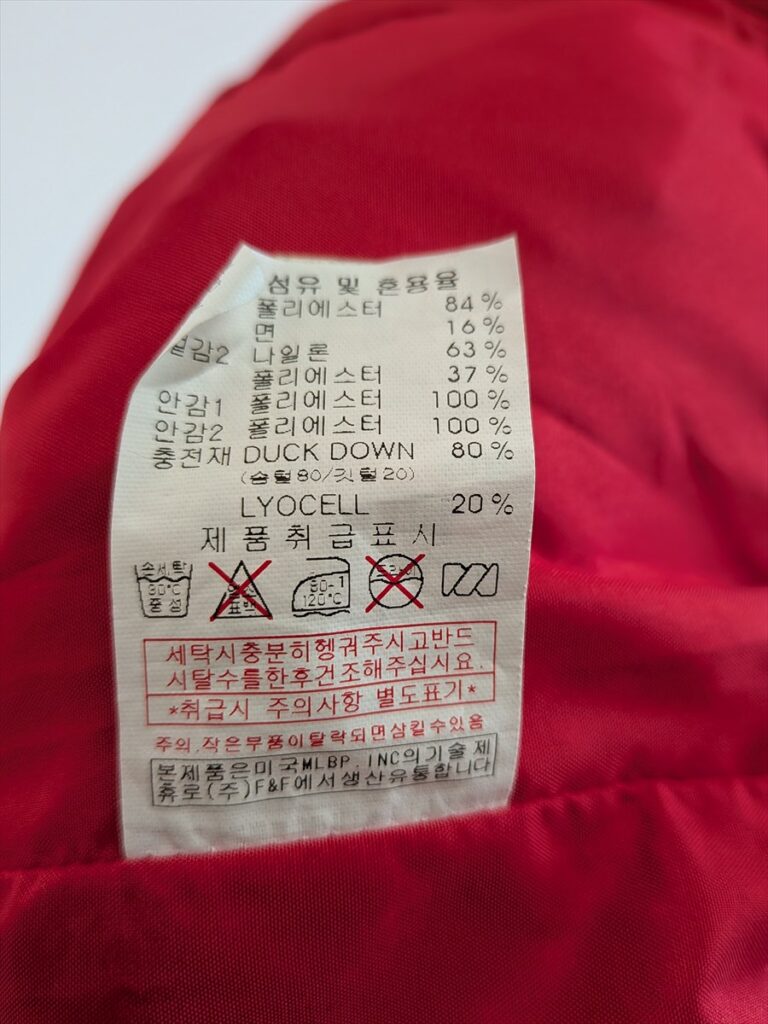 섬유 및 혼용율
폴리에스터 84%
면 16%
겉감2 나일론 63%
폴리에스터 37%
안감1 폴리에스터 100%
안감2 폴리에스터 100%
충전재 DUCK DOWN 80%
(솜털80/깃털20)
LYOCELL 20%
제품취급표시
손세탁
30°C
중성
표백
80-1
120°C
드라이
세탁시충분히헹궈주시고반드
시탈수틀한후건조해주십시요.
*취급시 주의사항 별도표기*
주의.작은부품이탈락되면삼킬수있음
본제품은미국MLBP.INC의기술제
휴로(주)F&F에서생산유통합니다